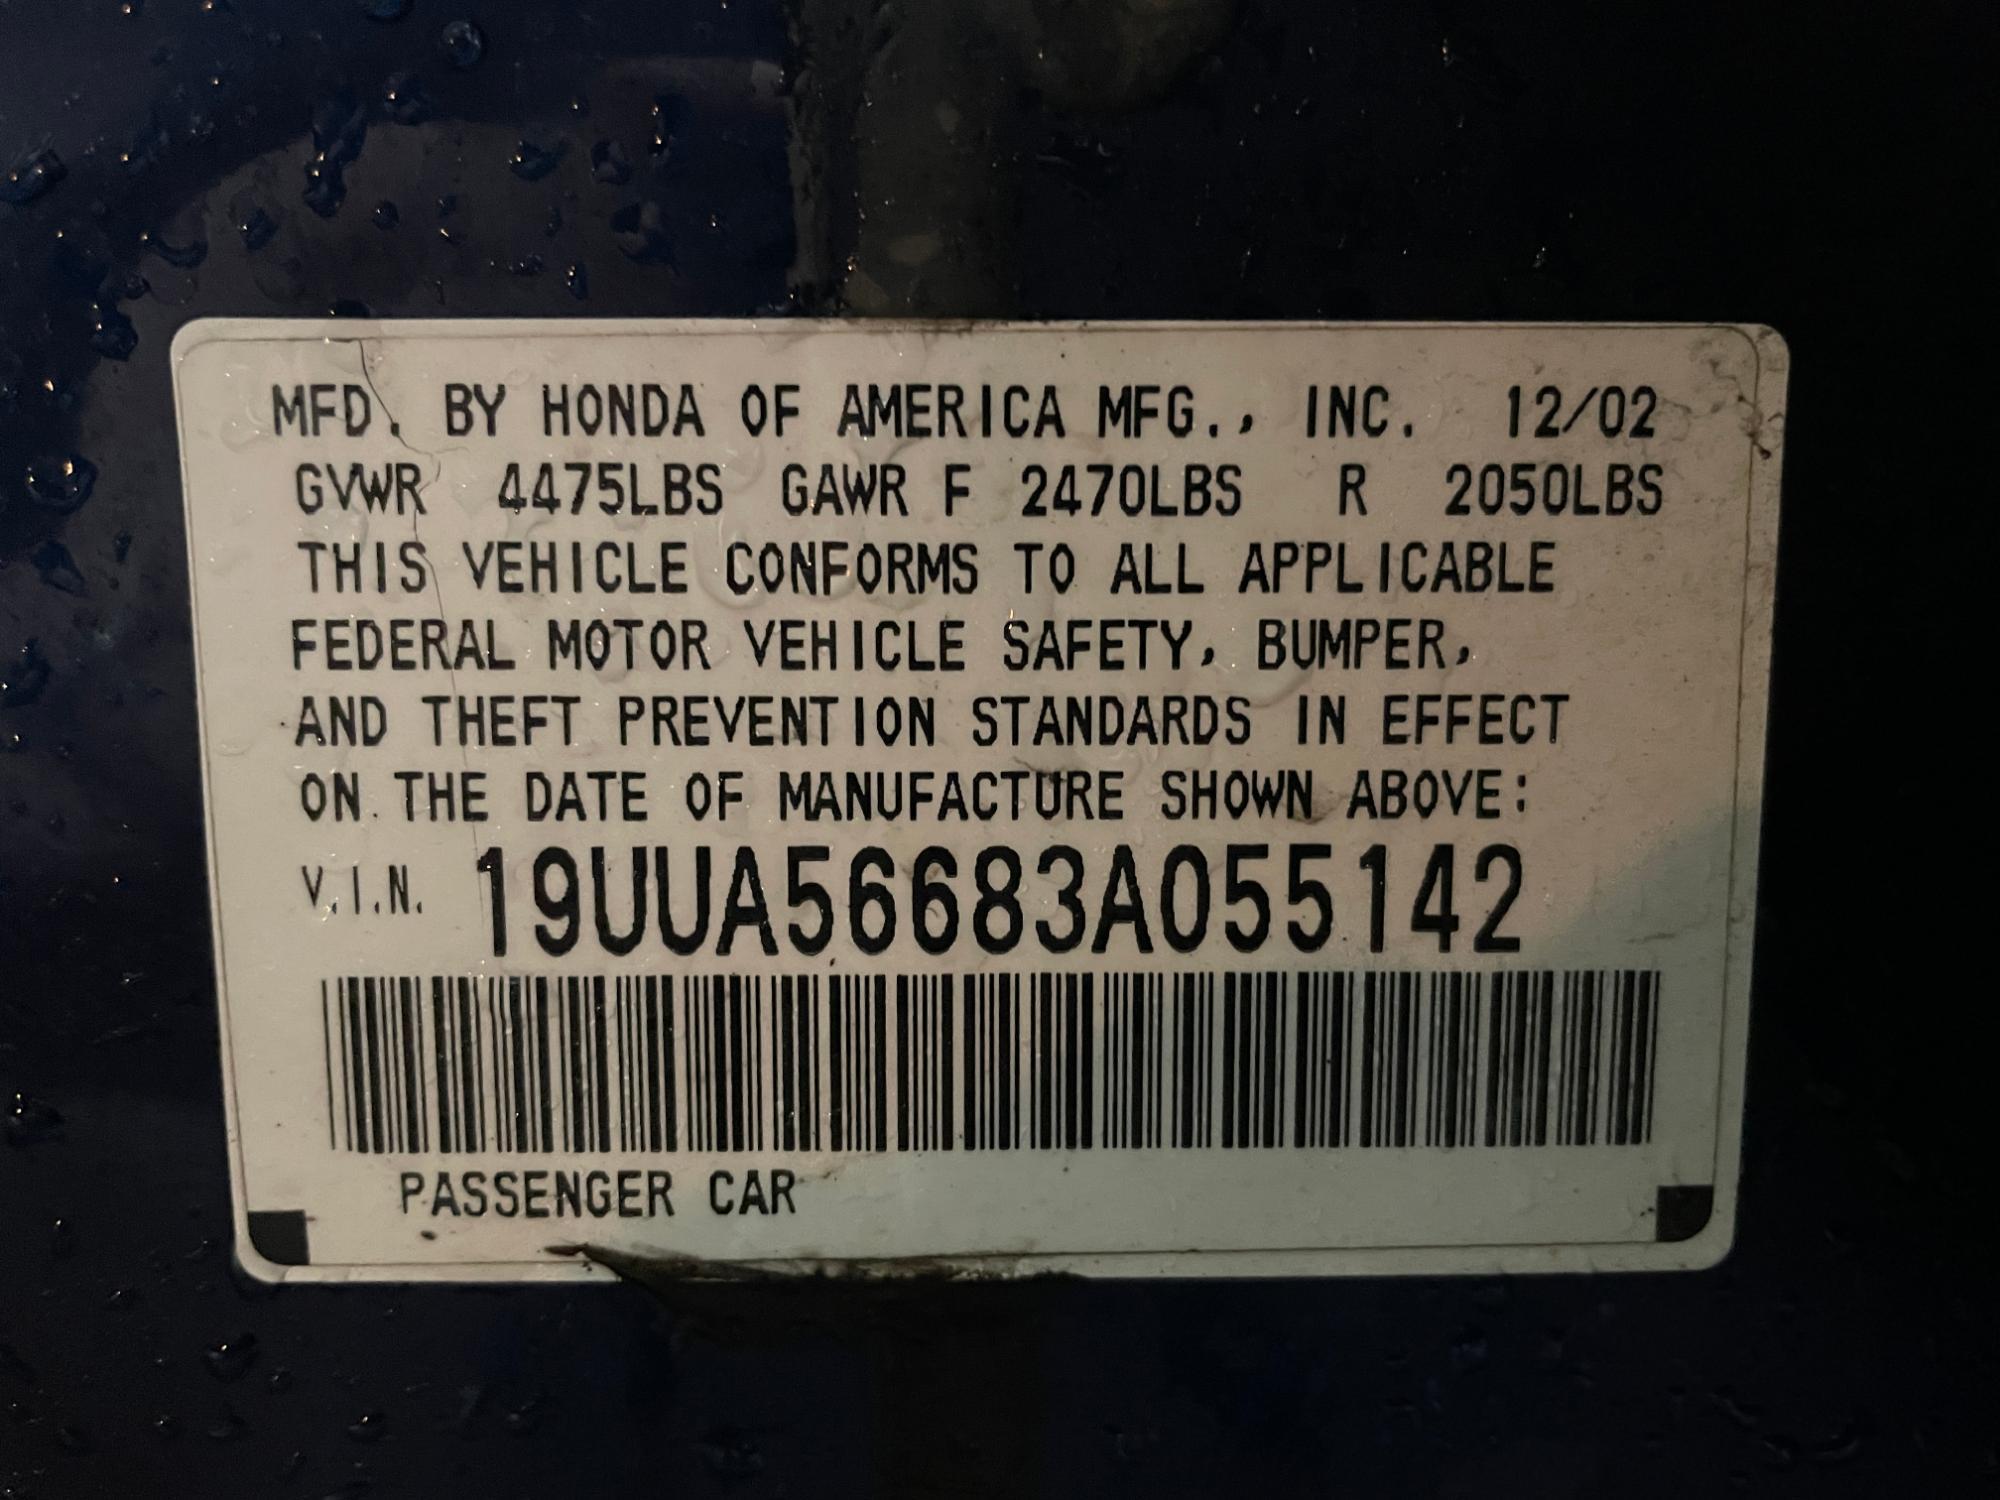 MFD. BY HONDA OF AMERICA MFG., INC. 12/02
GVWR 4475LBS GAWR F 2470LBS R 2050LBS
THIS VEHICLE CONFORMS TO ALL APPLICABLE
FEDERAL MOTOR VEHICLE SAFETY, BUMPER,
AND THEFT PREVENTION STANDARDS IN EFFECT
ON THE DATE OF MANUFACTURE SHOWN ABOVE:
V.I.N. 19UUA56683A055142
PASSENGER CAR